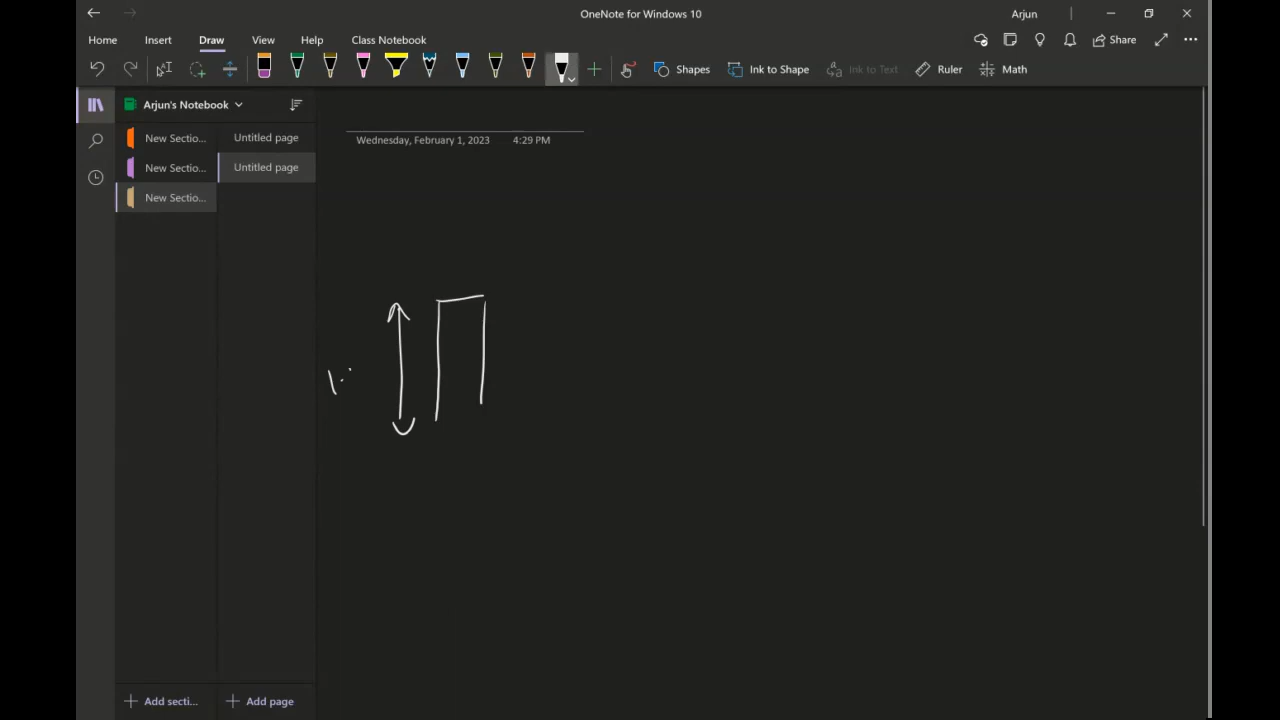 OneNote for Windows 10
Arjun
Home Insert Draw View Help Class Notebook
Share
Shapes Ink to Shape Ink to Text Ruler Math
Arjun's Notebook
New Sectio... Untitled page
New Sectio... Untitled page
New Sectio...
Wednesday, February 1, 2023 4:29 PM
Add secti... Add page